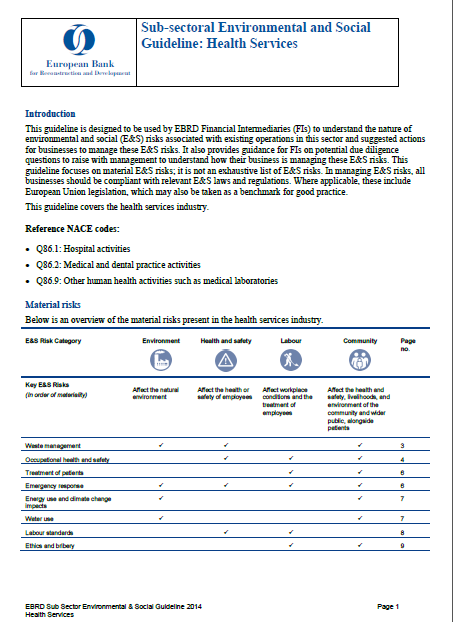 Sub-sectoral Environmental and Social
Guideline: Health Services
European Bank
for Reconstruction and Development
Introduction
This guideline is designed to be used by EBRD Financial Intermediaries (FIs) to understand the nature of
environmental and social (E&S) risks associated with existing operations in this sector and suggested actions
for businesses to manage these E&S risks. It also provides guidance for FIs on potential due diligence
questions to raise with management to understand how their business is managing these E&S risks. This
guideline focuses on material E&S risks; it is not an exhaustive list of E&S risks. In managing E&S risks, all
businesses should be compliant with relevant E&S laws and regulations. Where applicable, these include
European Union legislation, which may also be taken as a benchmark for good practice.
This guideline covers the health services industry.
Reference NACE codes:
• Q86.1: Hospital activities
• Q86.2: Medical and dental practice activities
• Q86.9: Other human health activities such as medical laboratories
Material risks
Below is an overview of the material risks present in the health services industry.
E&S Risk Category Environment Health and safety Labour Community Page
no.
Key E&S Risks
(in order of materiality)
Affect the natural
environment
Affect the health or
safety of employees
Affect workplace
conditions and the
treatment of
employees
Affect the health and
safety, livelihoods, and
environment of the
community and wider
public, alongside
patients
Waste management ✓ ✓ ✓ 3
Occupational health and safety ✓ ✓ ✓ 4
Treatment of patients ✓ ✓ 6
Emergency response ✓ ✓ ✓ ✓ 6
Energy use and climate change
impacts ✓ ✓ 7
Water use ✓ ✓ 7
Labour standards ✓ ✓ 8
Ethics and bribery ✓ ✓ 9
EBRD Sub Sector Environmental & Social Guideline 2014 Page 1
Health Services